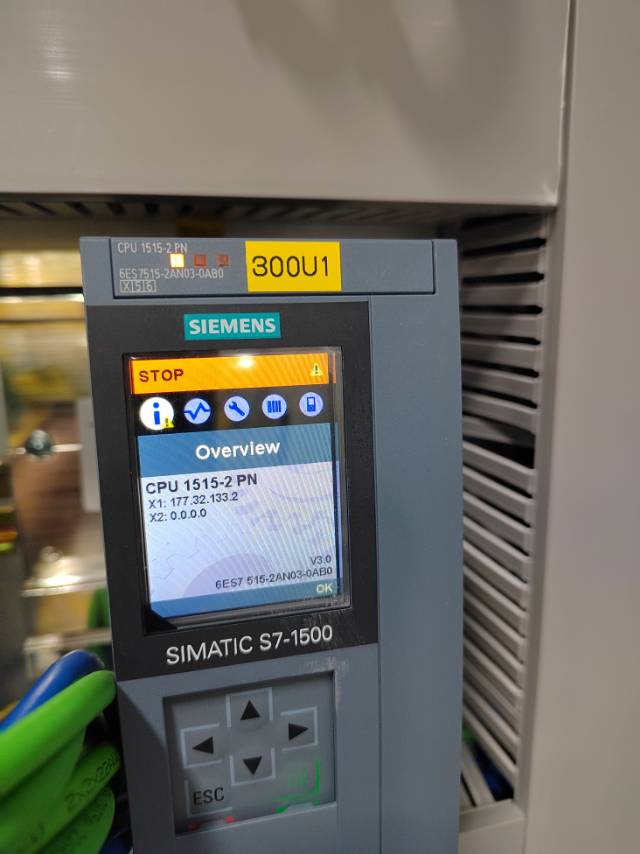 CPU 1515-2 PN
6ES7515-2AN03-0AB0
X 5 6
300U1
SIEMENS
STOP
Overview
CPU 1515-2 PN
X1: 177.32.133.2
X2: 0.0.0.0
V3.0
6ES7 515-2AN03-0AB0
OK
SIMATIC S7-1500
ESC